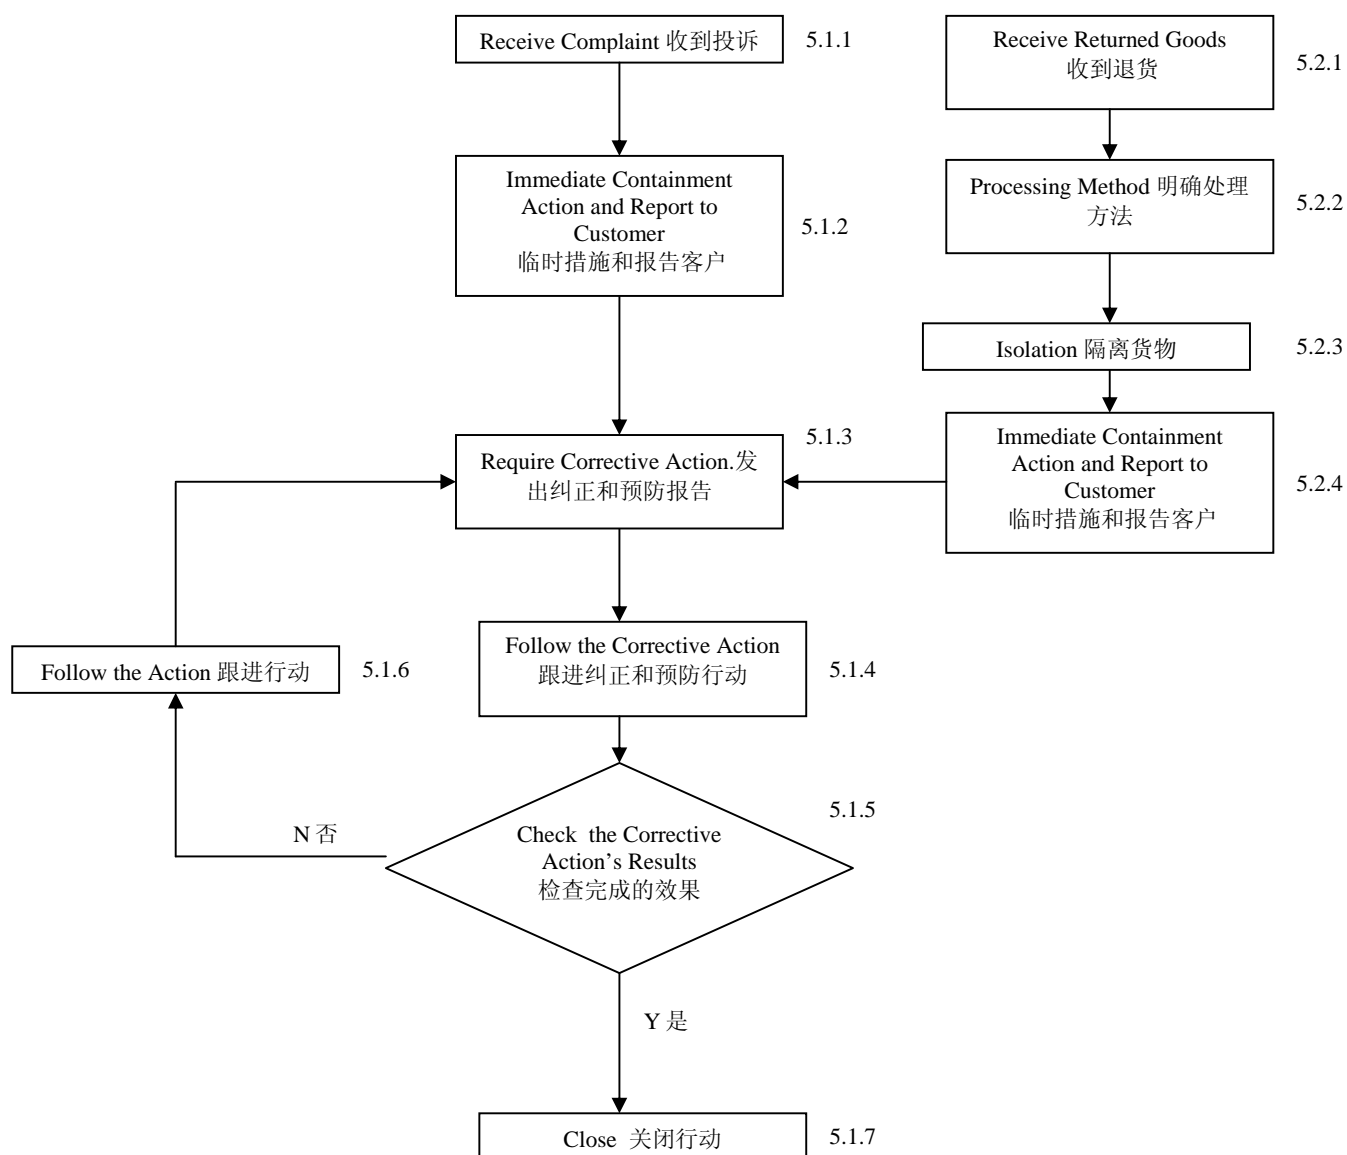 Receive Complaint 收到投诉
5.1.1
Receive Returned Goods
收到退货
5.2.1
Immediate Containment
Action and Report to
Customer
临时措施和报告客户
5.1.2
Processing Method 明确处理
方法
5.2.2
Isolation 隔离货物
5.2.3
Require Corrective Action.发
出纠正和预防报告
5.1.3
Immediate Containment
Action and Report to
Customer
临时措施和报告客户
5.2.4
Follow the Action 跟进行动
5.1.6
Follow the Corrective Action
跟进纠正和预防行动
5.1.4
Check  the Corrective
Action’s Results
检查完成的效果
5.1.5
N 否
Y 是
Close  关闭行动
5.1.7